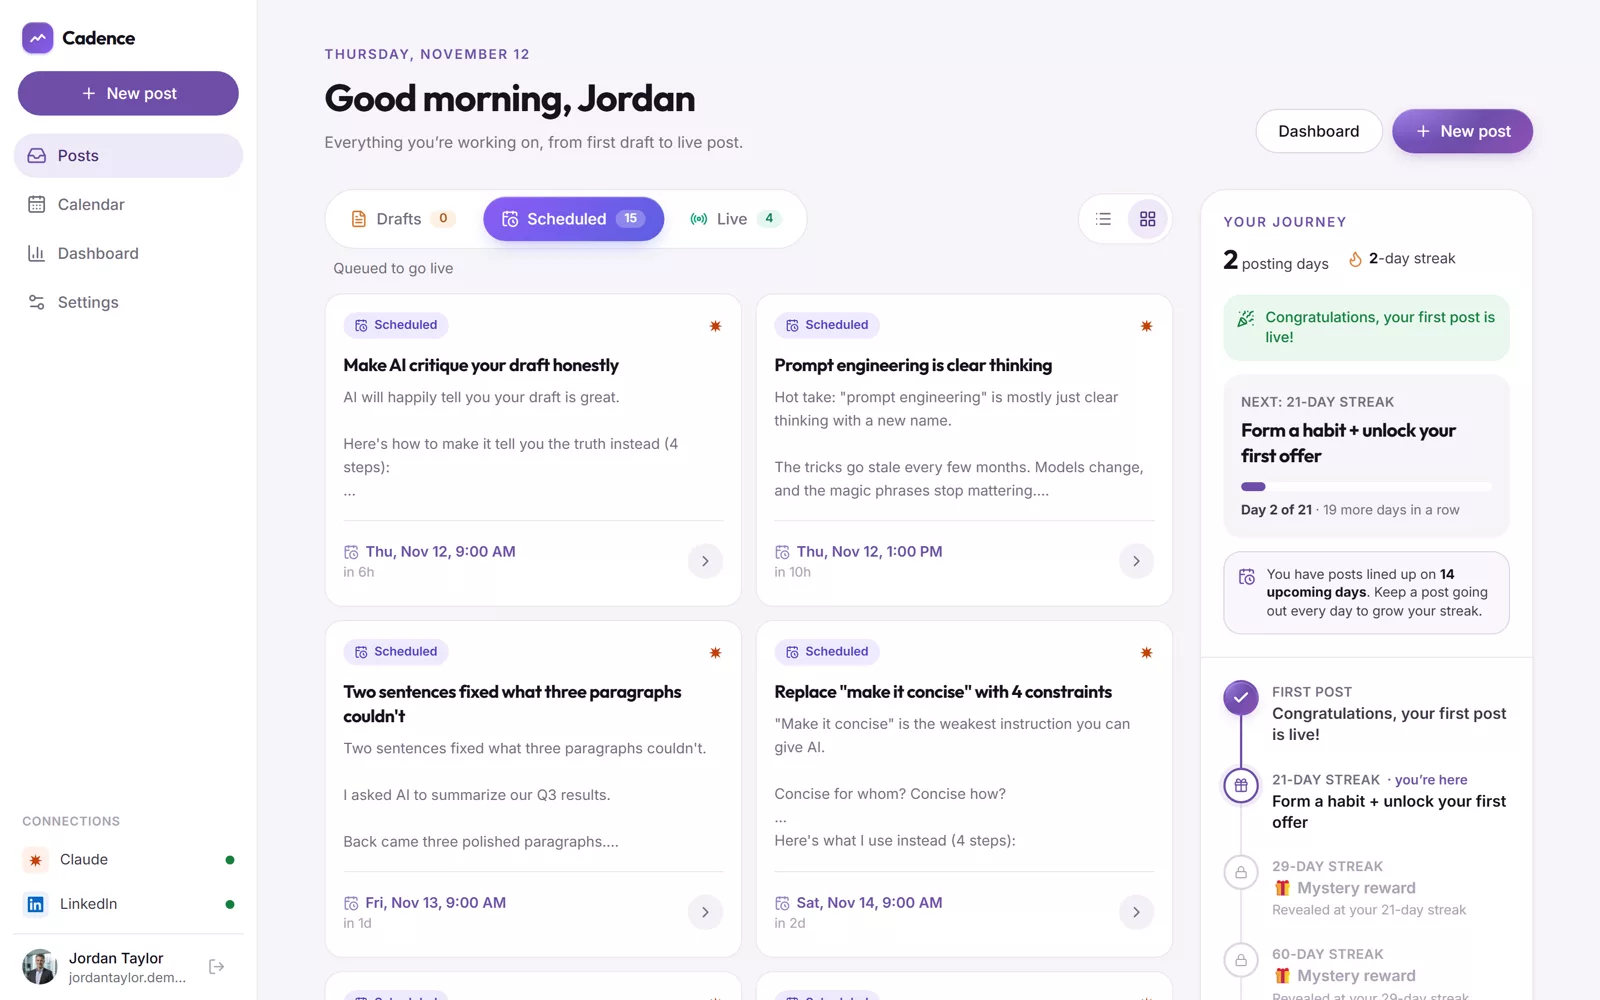 Cadence
New post
Posts
Calendar
Dashboard
Settings
CONNECTIONS
Claude
LinkedIn
Jordan Taylor
jordantaylor.dem...
THURSDAY, NOVEMBER 12
Good morning, Jordan
Everything you’re working on, from first draft to live post.
Dashboard
New post
Drafts 0
Scheduled 15
Live 4
Queued to go live
Scheduled
Make AI critique your draft honestly
AI will happily tell you your draft is great.
Here's how to make it tell you the truth instead (4
steps):
...
Thu, Nov 12, 9:00 AM
in 6h
Scheduled
Prompt engineering is clear thinking
Hot take: "prompt engineering" is mostly just clear
thinking with a new name.
The tricks go stale every few months. Models change,
and the magic phrases stop mattering....
Thu, Nov 12, 1:00 PM
in 10h
Scheduled
Two sentences fixed what three paragraphs
couldn't
Two sentences fixed what three paragraphs couldn't.
I asked AI to summarize our Q3 results.
Back came three polished paragraphs....
Fri, Nov 13, 9:00 AM
in 1d
Scheduled
Replace "make it concise" with 4 constraints
"Make it concise" is the weakest instruction you can
give AI.
Concise for whom? Concise how?
...
Here's what I use instead (4 steps):
Sat, Nov 14, 9:00 AM
in 2d
Scheduled
Scheduled
YOUR JOURNEY
2 posting days
2-day streak
Congratulations, your first post is
live!
NEXT: 21-DAY STREAK
Form a habit + unlock your
first offer
Day 2 of 21 · 19 more days in a row
You have posts lined up on 14
upcoming days. Keep a post going
out every day to grow your streak.
FIRST POST
Congratulations, your first post
is live!
21-DAY STREAK · you’re here
Form a habit + unlock your first
offer
29-DAY STREAK
Mystery reward
Revealed at your 21-day streak
60-DAY STREAK
Mystery reward
Revealed at your 29-day streak